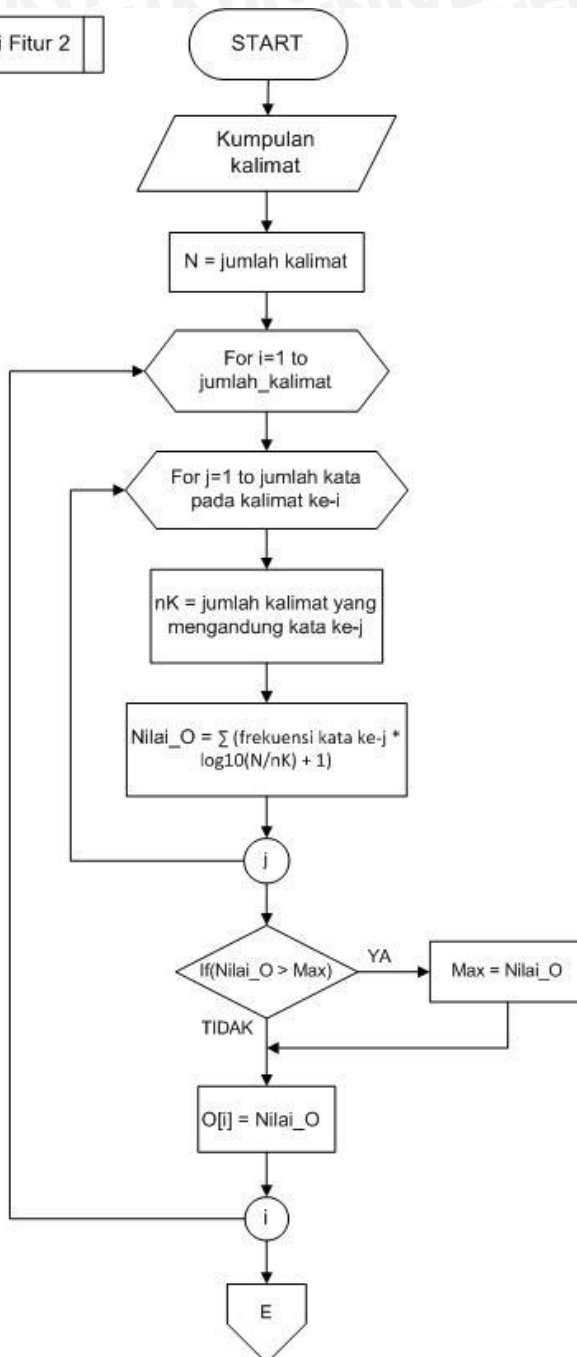 i Fitur 2
START
Kumpulan
kalimat
N = jumlah kalimat
For i=1 to
jumlah_kalimat
For j=1 to jumlah kata
pada kalimat ke-i
nK = jumlah kalimat yang
mengandung kata ke-j
Nilai_O = ∑ (frekuensi kata ke-j *
log10(N/nK) + 1)
j
If(Nilai_O > Max)
YA
Max = Nilai_O
TIDAK
O[i] = Nilai_O
i
E